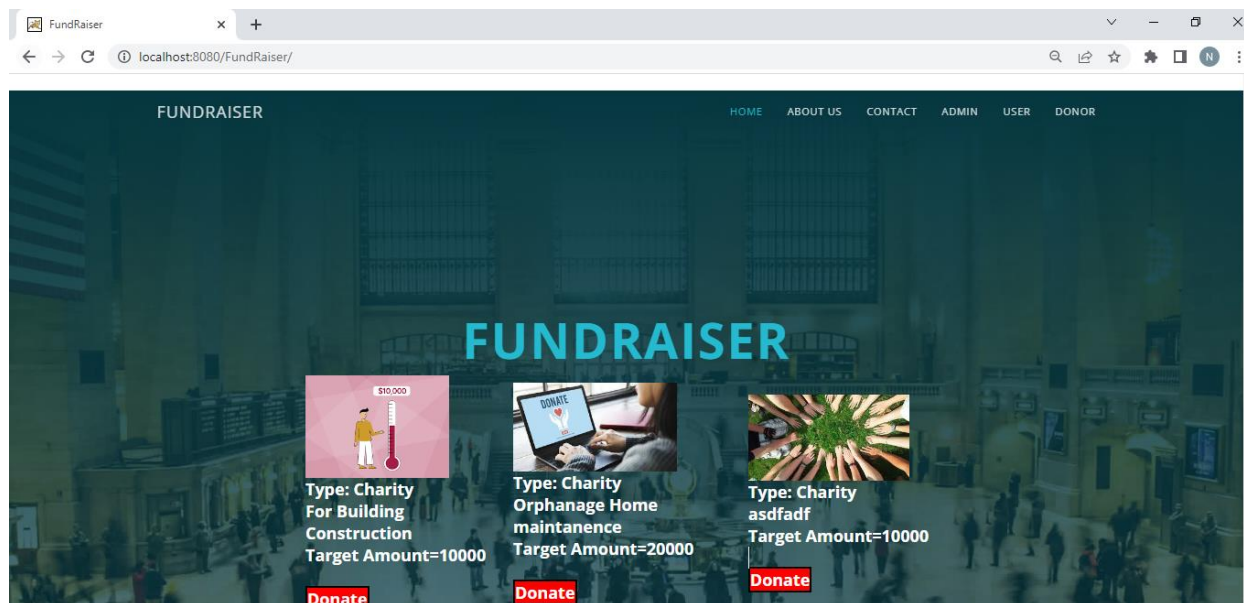 FundRaiser
localhost:8080/FundRaiser/
N
FUNDRAISER
HOME ABOUT US CONTACT ADMIN USER DONOR
FUNDRAISER
$10,000
Type: Charity
For Building
Construction
Target Amount=10000
Donate
DONATE
Type: Charity
Orphanage Home
maintanence
Target Amount=20000
Donate
Type: Charity
asdfadf
Target Amount=10000
Donate